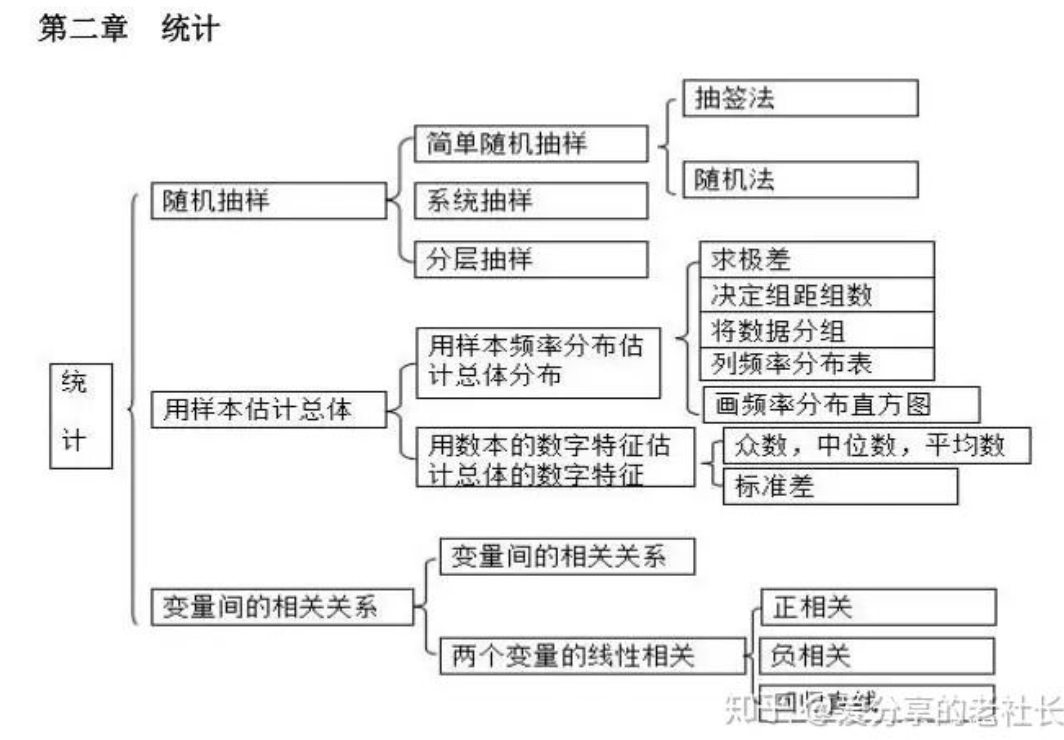 第二章 统计
抽签法
简单随机抽样
随机法
随机抽样
系统抽样
分层抽样
求极差
决定组距组数
将数据分组
列频率分布表
画频率分布直方图
用样本频率分布估
计总体分布
统
计
用样本估计总体
用数本的数字特征估
计总体的数字特征
众数，中位数，平均数
标准差
变量间的相关关系
变量间的相关关系
两个变量的线性相关
正相关
负相关
回归直线
知乎 @爱分享的老社长